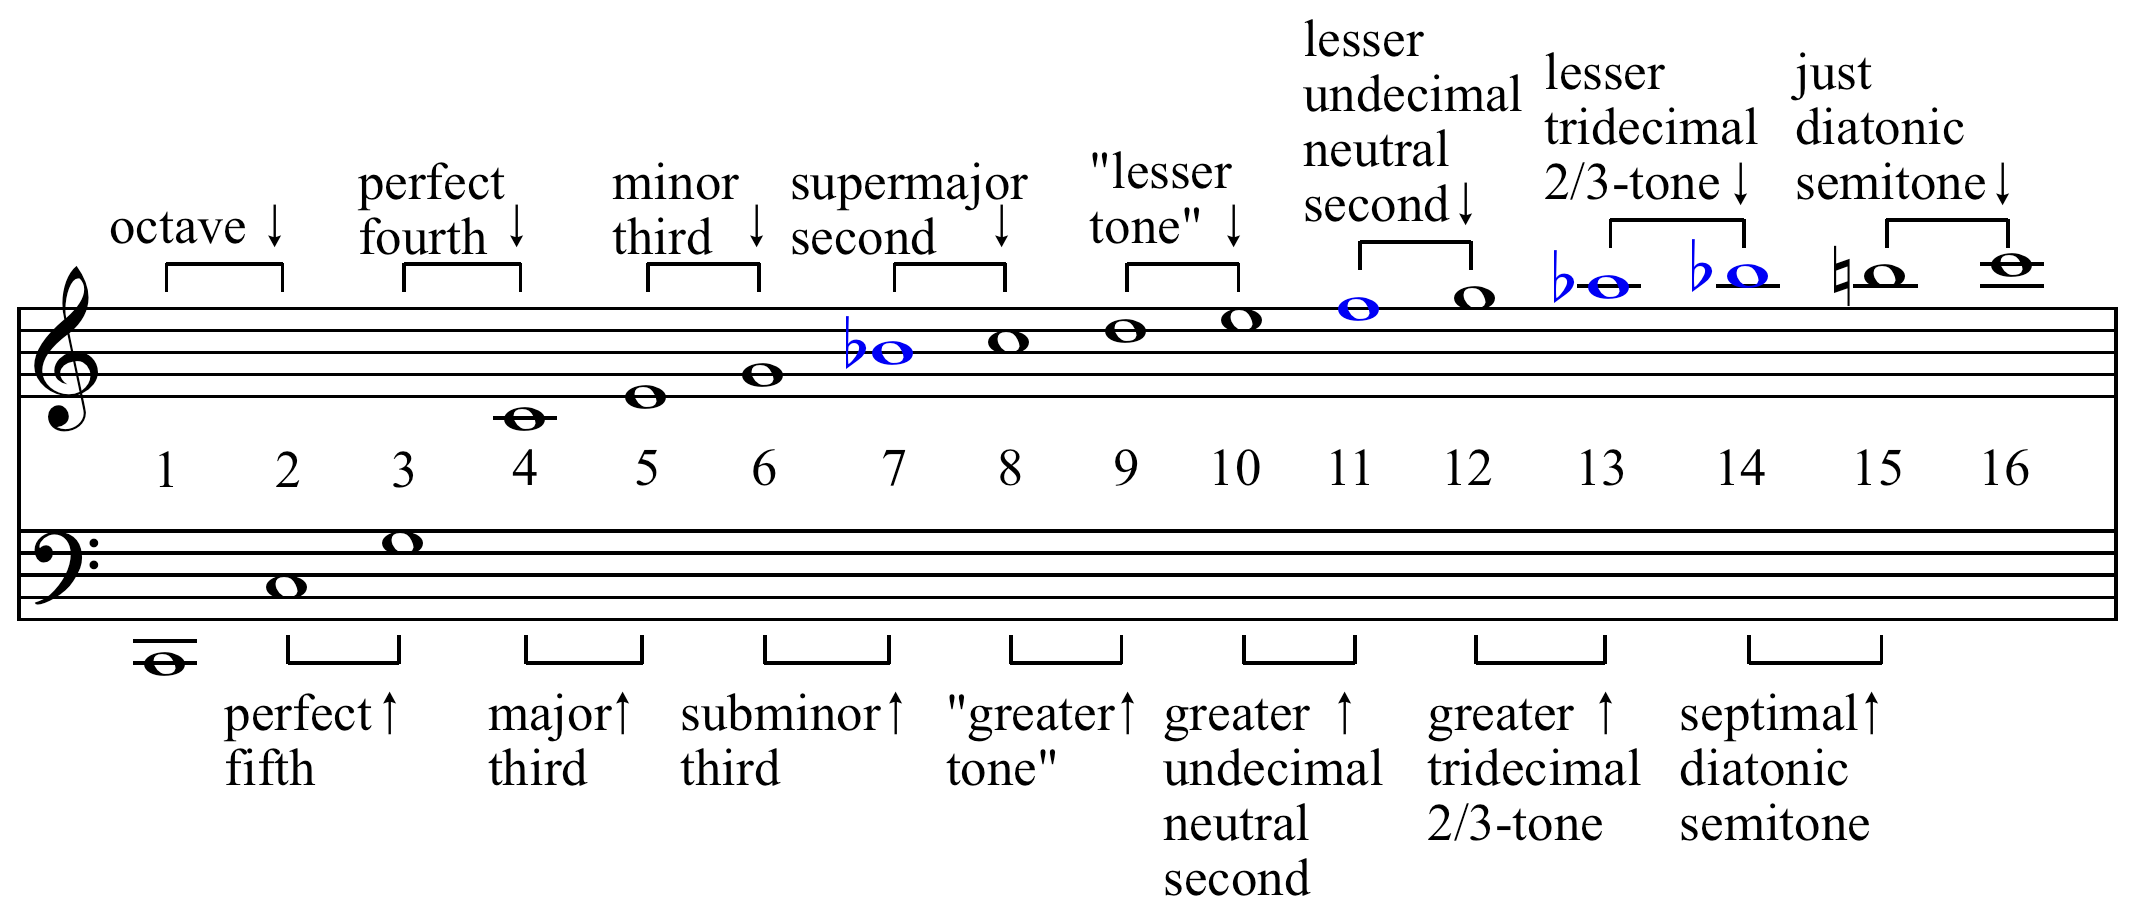 octave ↓
perfect
fourth ↓
minor
third ↓
supermajor
second ↓
"lesser
tone" ↓
lesser
undecimal
neutral
second↓
lesser
tridecimal
2/3-tone↓
just
diatonic
semitone↓
1 2 3 4 5 6 7 8 9 10 11 12 13 14 15 16
perfect↑
fifth
major↑
third
subminor↑
third
"greater↑
tone"
greater ↑
undecimal
neutral
second
greater ↑
tridecimal
2/3-tone
septimal↑
diatonic
semitone